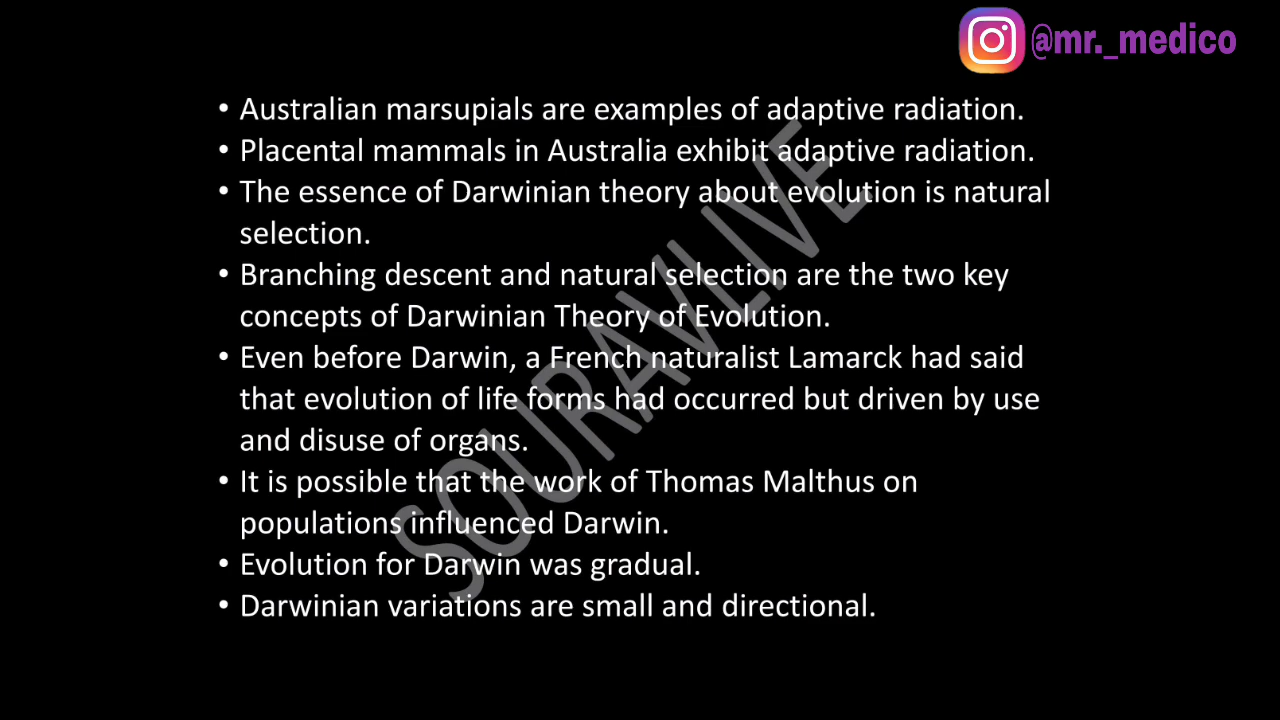 @mr._medico
• Australian marsupials are examples of adaptive radiation.
• Placental mammals in Australia exhibit adaptive radiation.
• The essence of Darwinian theory about evolution is natural
selection.
• Branching descent and natural selection are the two key
concepts of Darwinian Theory of Evolution.
• Even before Darwin, a French naturalist Lamarck had said
that evolution of life forms had occurred but driven by use
and disuse of organs.
• It is possible that the work of Thomas Malthus on
populations influenced Darwin.
• Evolution for Darwin was gradual.
• Darwinian variations are small and directional.
SOURAVLIVE